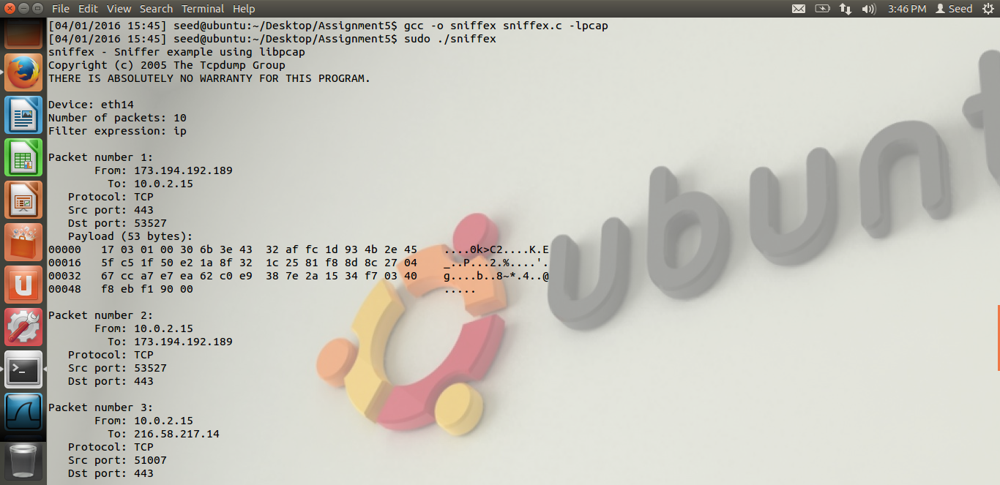 File Edit View Search Terminal Help 3:46 PM Seed
[04/01/2016 15:45] seed@ubuntu:~/Desktop/Assignment5$ gcc -o sniffex sniffex.c -lpcap
[04/01/2016 15:45] seed@ubuntu:~/Desktop/Assignment5$ sudo ./sniffex
sniffex - Sniffer example using libpcap
Copyright (c) 2005 The Tcpdump Group
THERE IS ABSOLUTELY NO WARRANTY FOR THIS PROGRAM.

Device: eth14
Number of packets: 10
Filter expression: ip

Packet number 1:
       From: 173.194.192.189
         To: 10.0.2.15
   Protocol: TCP
   Src port: 443
   Dst port: 53527
   Payload (53 bytes):
00000   17 03 01 00 30 6b 3e 43  32 af fc 1d 93 4b 2e 45    ....0k>C2....K.E
00016   5f c5 1f 50 e2 1a 8f 32  1c 25 81 f8 8d 8c 27 04    _..P...2.%....'.
00032   67 cc a7 e7 ea 62 c0 e9  38 7e 2a 15 34 f7 03 40    g....b..8~*.4..@
00048   f8 eb f1 90 00                                      .....

Packet number 2:
       From: 10.0.2.15
         To: 173.194.192.189
   Protocol: TCP
   Src port: 53527
   Dst port: 443

Packet number 3:
       From: 10.0.2.15
         To: 216.58.217.14
   Protocol: TCP
   Src port: 51007
   Dst port: 443
ubunt